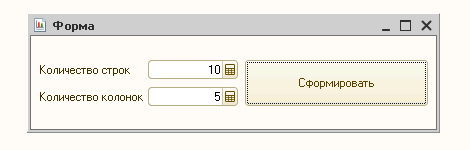 Форма
Количество строк 10
Сформировать
Количество колонок 5